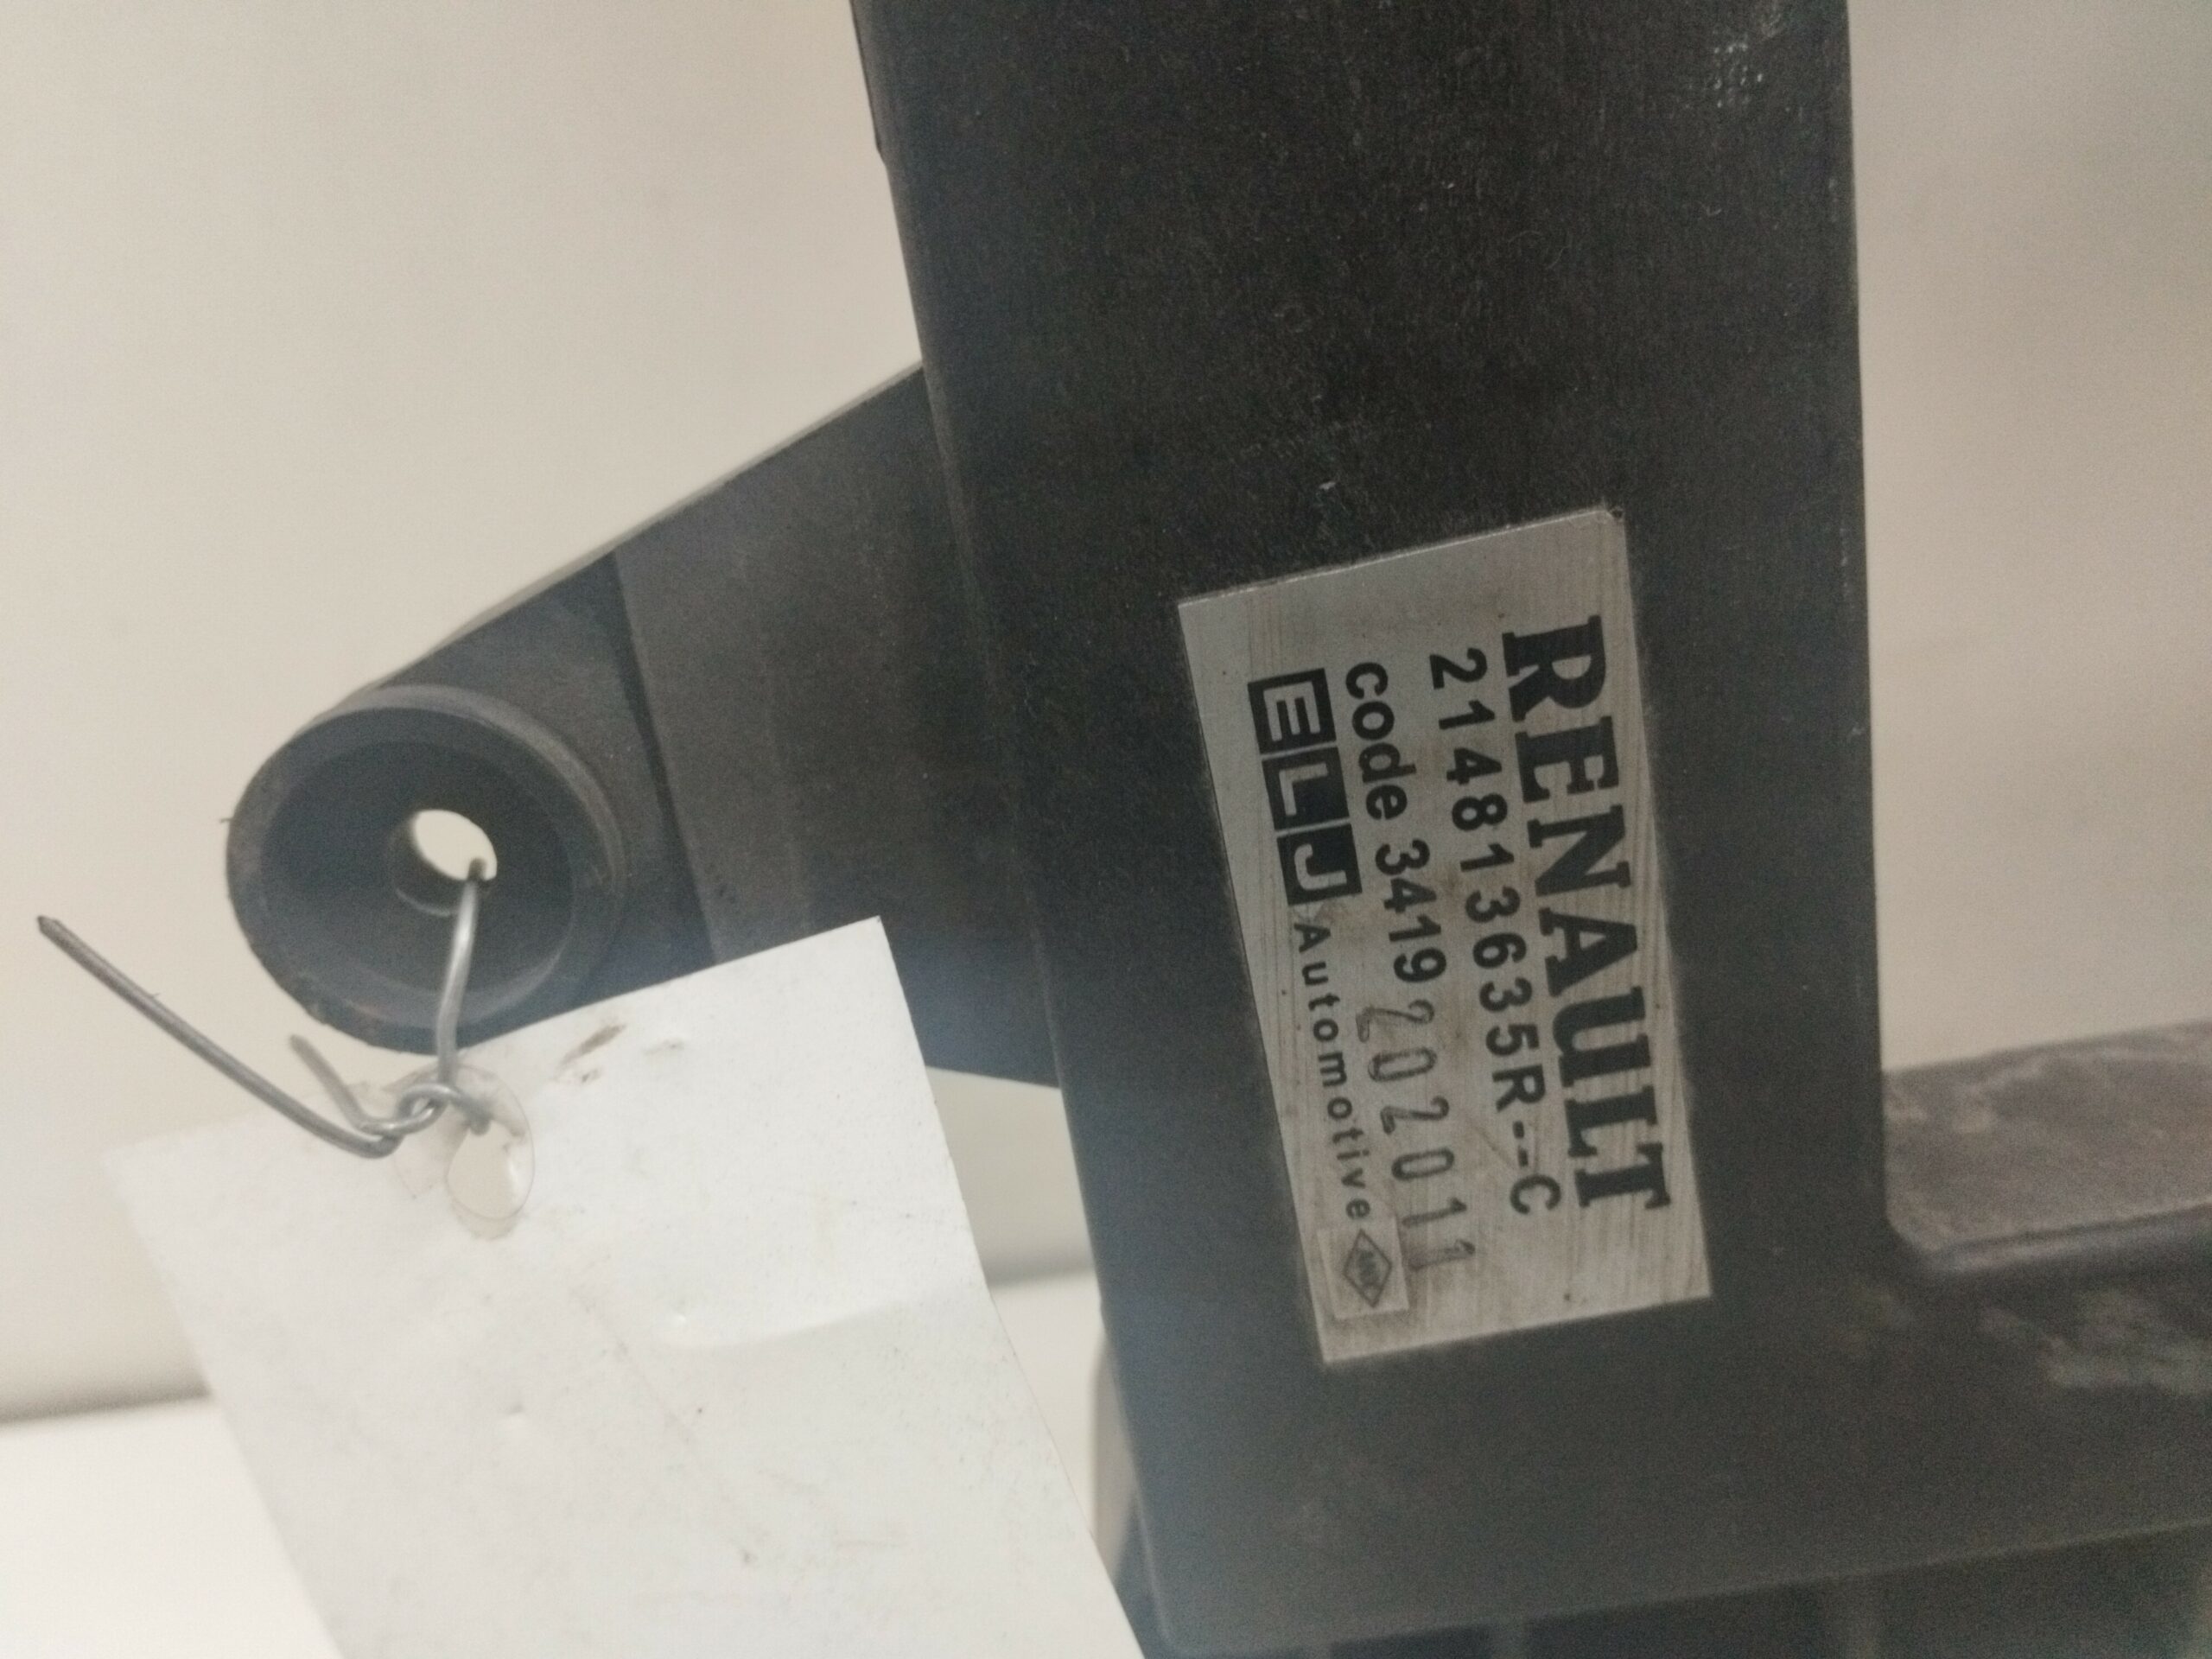 RENAULT
214813635R--C
code 3419 202011
ELJ Automotive